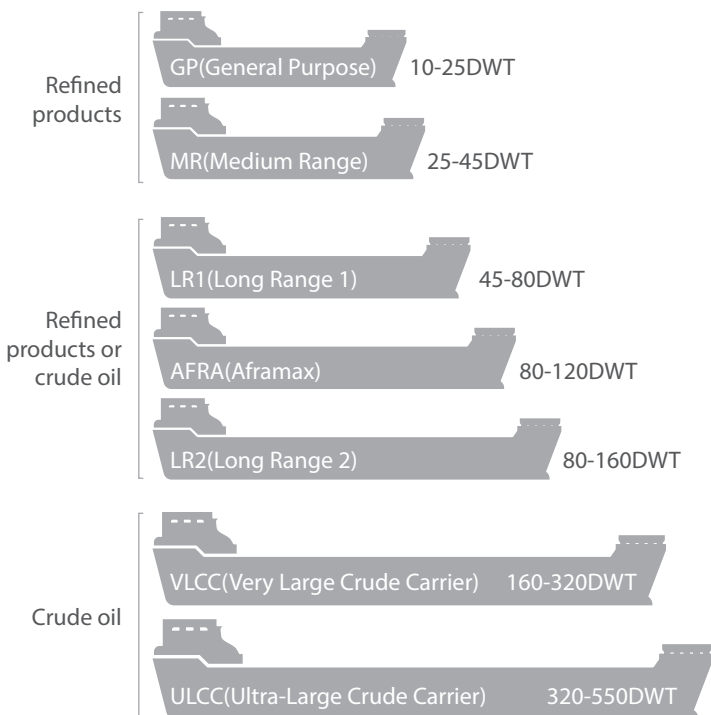 Refined
products
GP(General Purpose) 10-25DWT
MR(Medium Range) 25-45DWT
Refined
products or
crude oil
LR1(Long Range 1) 45-80DWT
AFRA(Aframax) 80-120DWT
LR2(Long Range 2) 80-160DWT
Crude oil
VLCC(Very Large Crude Carrier) 160-320DWT
ULCC(Ultra-Large Crude Carrier) 320-550DWT